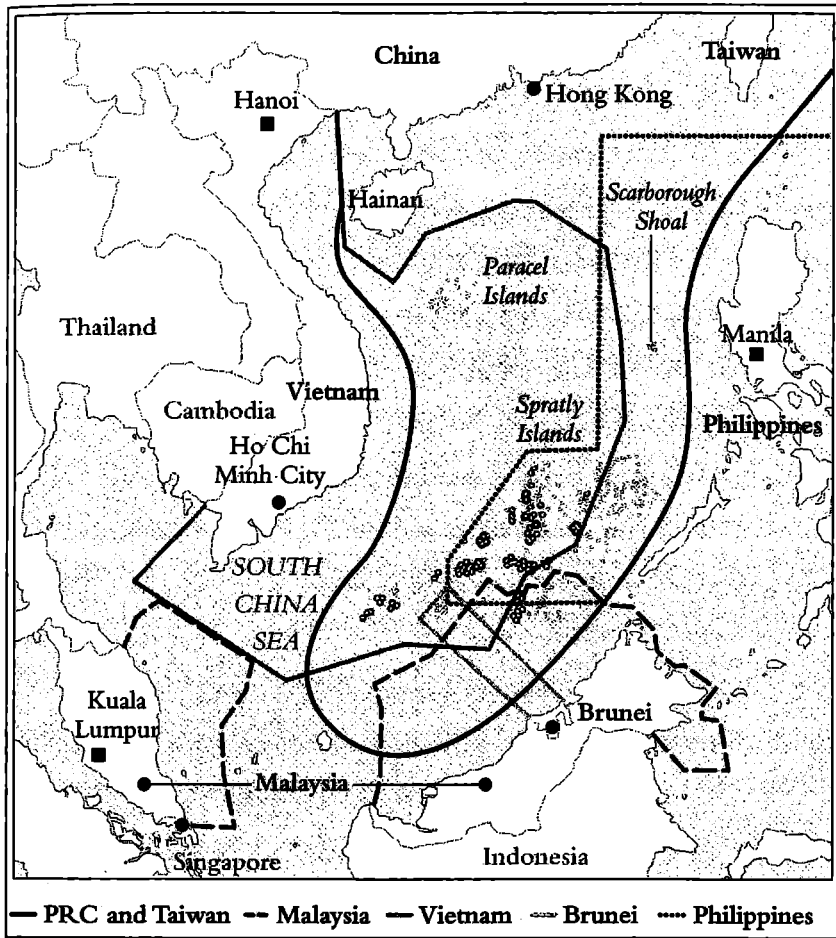 China
Taiwan
Hanoi
Hong Kong
Hainan
Scarborough
Shoal
Paracel
Islands
Thailand
Manila
Vietnam
Cambodia
Spratly
Islands
Philippines
Ho Chi
Minh City
SOUTH
CHINA
SEA
Kuala
Lumpur
Brunei
Malaysia
Singapore
Indonesia
PRC and Taiwan Malaysia Vietnam Brunei Philippines